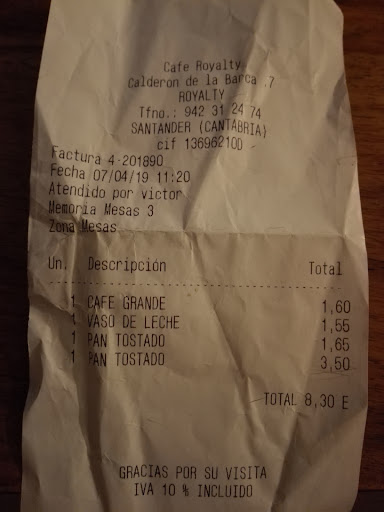 Cafe Royalty
Calderon de la Barca ,7
ROYALTY
Tfno.: 942 31 24 74
SANTANDER (CANTABRIA)
cif 13696210D
Factura 4-201890
Fecha 07/04/19 11:20
Atendido por victor
Memoria Mesas 3
Zona Mesas
Un. Descripción Total
1 CAFE GRANDE 1,60
1 VASO DE LECHE 1,55
1 PAN TOSTADO 1,65
1 PAN TOSTADO 3,50
TOTAL 8,30 E
GRACIAS POR SU VISITA
IVA 10 % INCLUIDO